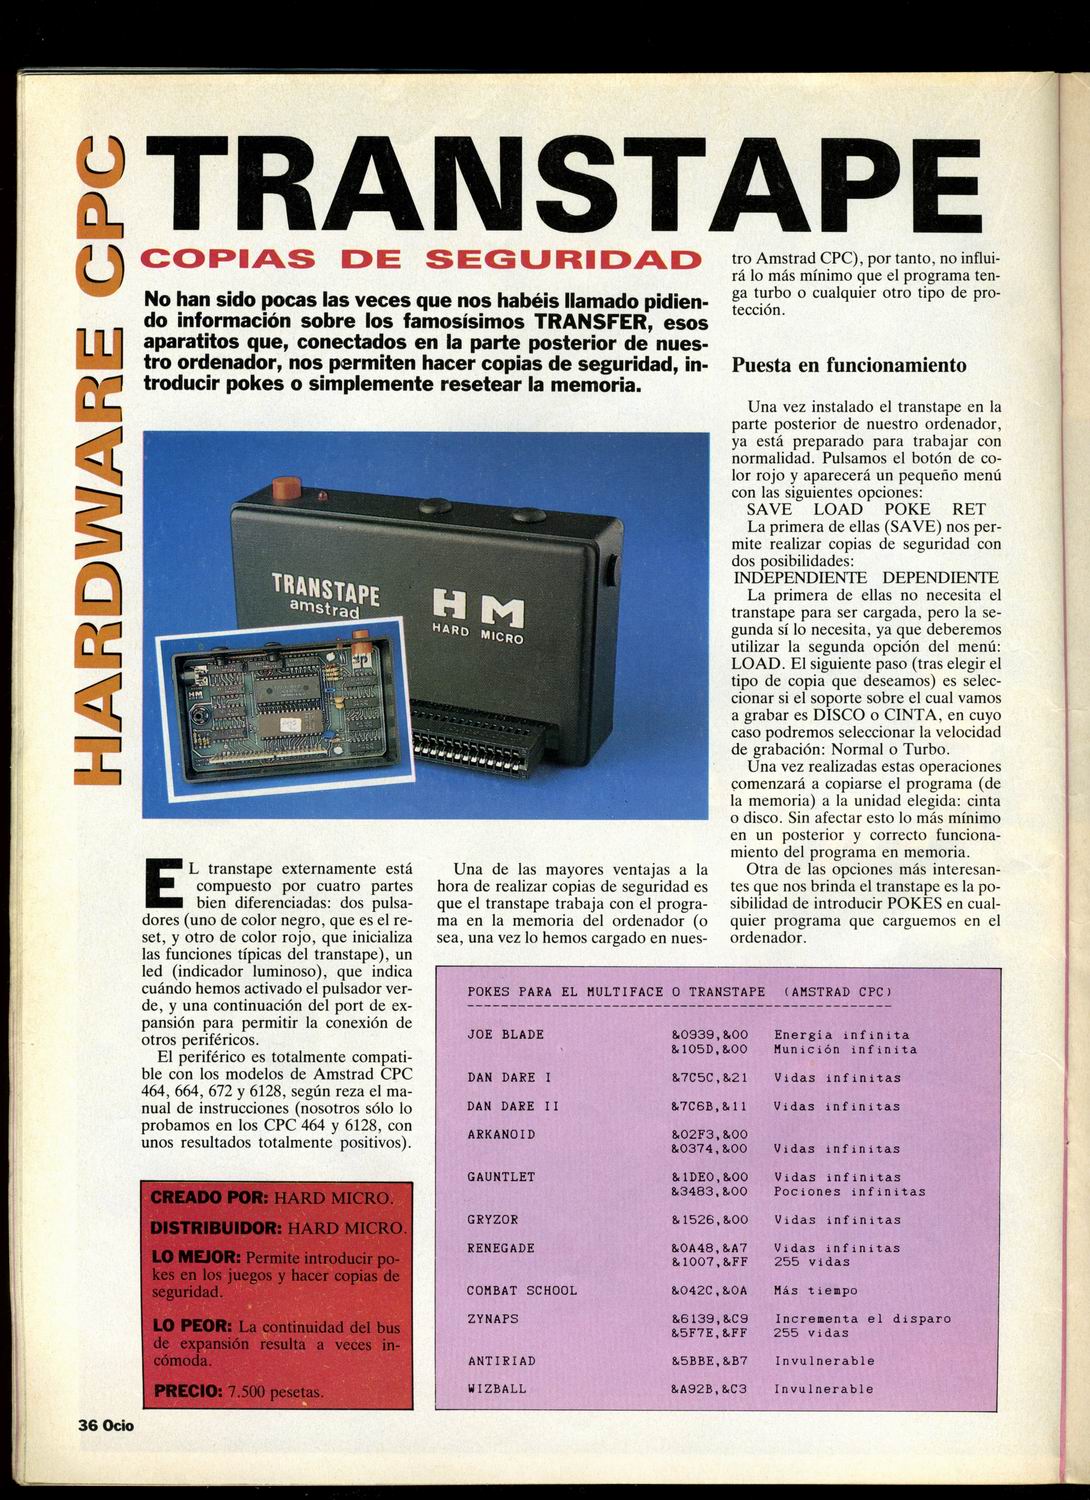 HARDWARE CPC
TRANSTAPE
COPIAS DE SEGURIDAD
No han sido pocas las veces que nos habéis llamado pidien-
do información sobre los famosísimos TRANSFER, esos
aparatitos que, conectados en la parte posterior de nues-
tro ordenador, nos permiten hacer copias de seguridad, in-
troducir pokes o simplemente resetear la memoria.
TRANSTAPE
amstrad
HM
HARD MICRO
HM
EL transtape externamente está
compuesto por cuatro partes
bien diferenciadas: dos pulsa-
dores (uno de color negro, que es el re-
set, y otro de color rojo, que inicializa
las funciones típicas del transtape), un
led (indicador luminoso), que indica
cuándo hemos activado el pulsador ver-
de, y una continuación del port de ex-
pansión para permitir la conexión de
otros periféricos.
El periférico es totalmente compati-
ble con los modelos de Amstrad CPC
464, 664, 672 y 6128, según reza el ma-
nual de instrucciones (nosotros sólo lo
probamos en los CPC 464 y 6128, con
unos resultados totalmente positivos).
Una de las mayores ventajas a la
hora de realizar copias de seguridad es
que el transtape trabaja con el progra-
ma en la memoria del ordenador (o
sea, una vez lo hemos cargado en nues-
tro Amstrad CPC), por tanto, no influi-
rá lo más mínimo que el programa ten-
ga turbo o cualquier otro tipo de pro-
tección.
Puesta en funcionamiento
Una vez instalado el transtape en la
parte posterior de nuestro ordenador,
ya está preparado para trabajar con
normalidad. Pulsamos el botón de co-
lor rojo y aparecerá un pequeño menú
con las siguientes opciones:
SAVE LOAD POKE RET
La primera de ellas (SAVE) nos per-
mite realizar copias de seguridad con
dos posibilidades:
INDEPENDIENTE DEPENDIENTE
La primera de ellas no necesita el
transtape para ser cargada, pero la se-
gunda sí lo necesita, ya que deberemos
utilizar la segunda opción del menú:
LOAD. El siguiente paso (tras elegir el
tipo de copia que deseamos) es selec-
cionar si el soporte sobre el cual vamos
a grabar es DISCO o CINTA, en cuyo
caso podremos seleccionar la velocidad
de grabación: Normal o Turbo.
Una vez realizadas estas operaciones
comenzará a copiarse el programa (de
la memoria) a la unidad elegida: cinta
o disco. Sin afectar esto lo más mínimo
en un posterior y correcto funciona-
miento del programa en memoria.
Otra de las opciones más interesan-
tes que nos brinda el transtape es la po-
sibilidad de introducir POKES en cual-
quier programa que carguemos en el
ordenador.
CREADO POR: HARD MICRO.
DISTRIBUIDOR: HARD MICRO.
LO MEJOR: Permite introducir po-
kes en los juegos y hacer copias de
seguridad.
LO PEOR: La continuidad del bus
de expansión resulta a veces in-
cómoda.
PRECIO: 7.500 pesetas.
POKES PARA EL MULTIFACE O TRANSTAPE (AMSTRAD CPC)
JOE BLADE &0939,&00 Energía infinita
&105D,&00 Munición infinita
DAN DARE I &7C5C,&21 Vidas infinitas
DAN DARE II &7C6B,&11 Vidas infinitas
ARKANOID &02F3,&00
&0374,&00 Vidas infinitas
GAUNTLET &1DE0,&00 Vidas infinitas
&3483,&00 Pociones infinitas
GRYZOR &1526,&00 Vidas infinitas
RENEGADE &0A48,&A7 Vidas infinitas
&1007,&FF 255 vidas
COMBAT SCHOOL &042C,&0A Más tiempo
ZYNAPS &6139,&C9 Incrementa el disparo
&5F7E,&FF 255 vidas
ANTIRIAD &5BBE,&B7 Invulnerable
WIZBALL &A92B,&C3 Invulnerable
36 Ocio